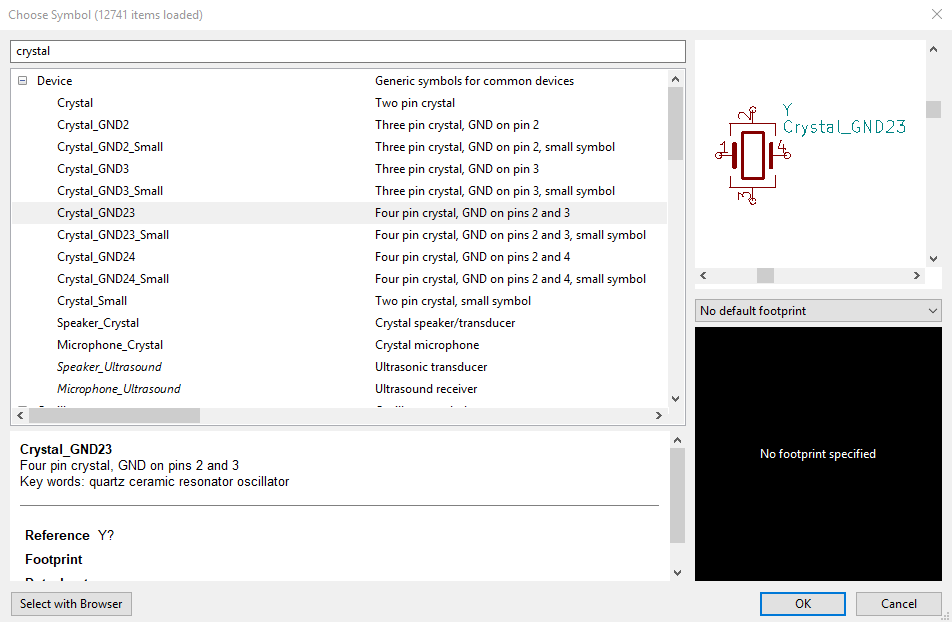 Choose Symbol (12741 items loaded)
crystal
Device Generic symbols for common devices
Crystal Two pin crystal
Crystal_GND2 Three pin crystal, GND on pin 2
Crystal_GND2_Small Three pin crystal, GND on pin 2, small symbol
Crystal_GND3 Three pin crystal, GND on pin 3
Crystal_GND3_Small Three pin crystal, GND on pin 3, small symbol
Crystal_GND23 Four pin crystal, GND on pins 2 and 3
Crystal_GND23_Small Four pin crystal, GND on pins 2 and 3, small symbol
Crystal_GND24 Four pin crystal, GND on pins 2 and 4
Crystal_GND24_Small Four pin crystal, GND on pins 2 and 4, small symbol
Crystal_Small Two pin crystal, small symbol
Speaker_Crystal Crystal speaker/transducer
Microphone_Crystal Crystal microphone
Speaker_Ultrasound Ultrasonic transducer
Microphone_Ultrasound Ultrasound receiver
Crystal_GND23
Four pin crystal, GND on pins 2 and 3
Key words: quartz ceramic resonator oscillator
Reference Y?
Footprint
Select with Browser
Y
Crystal_GND23
2
1
4
3
No default footprint
No footprint specified
OK
Cancel